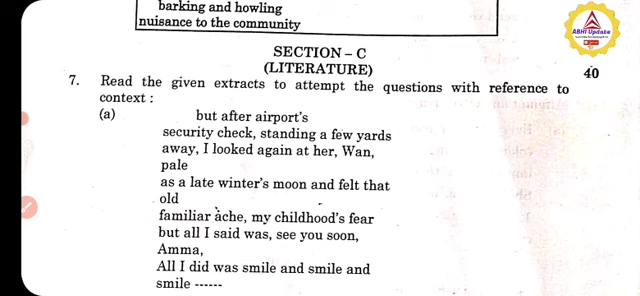 barking and howling
nuisance to the community
ABHI Update
SECTION – C
(LITERATURE)
40
7. Read the given extracts to attempt the questions with reference to
context :
(a) but after airport's
security check, standing a few yards
away, I looked again at her, Wan,
pale
as a late winter's moon and felt that
old
familiar ache, my childhood's fear
but all I said was, see you soon,
Amma,
All I did was smile and smile and
smile ------